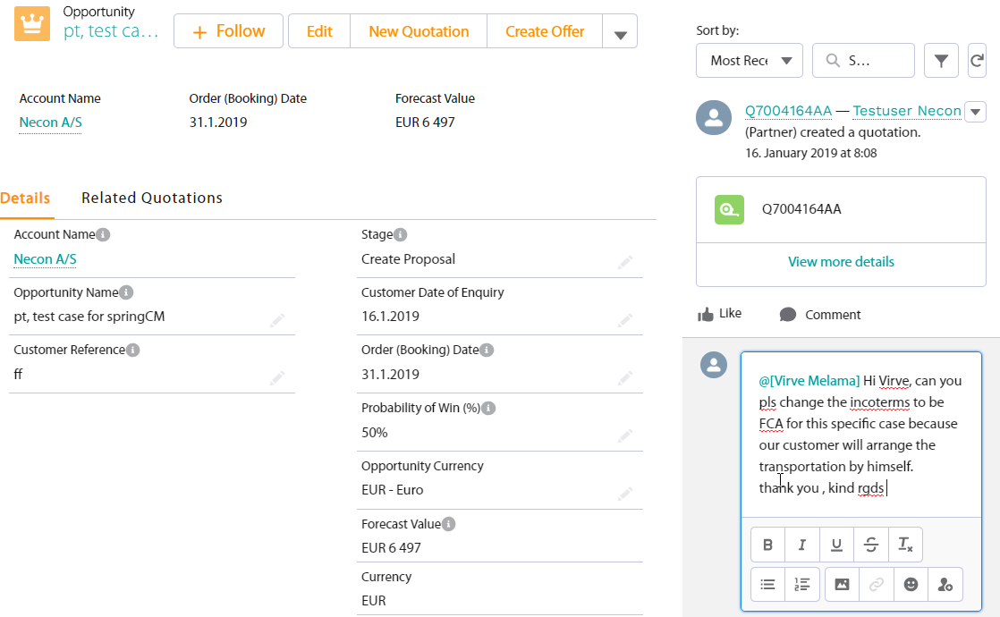 Opportunity
pt, test ca...
+ Follow
Edit
New Quotation
Create Offer
Account Name
Necon A/S
Order (Booking) Date
31.1.2019
Forecast Value
EUR 6 497
Details
Related Quotations
Account Name
Necon A/S
Opportunity Name
pt, test case for springCM
Customer Reference
ff
Stage
Create Proposal
Customer Date of Enquiry
16.1.2019
Order (Booking) Date
31.1.2019
Probability of Win (%)
50%
Opportunity Currency
EUR - Euro
Forecast Value
EUR 6 497
Currency
EUR
Sort by:
Most Rece
S...
Q7004164AA — Testuser Necon
(Partner) created a quotation.
16. January 2019 at 8:08
Q7004164AA
View more details
Like
Comment
@[Virve Melama] Hi Virve, can you
pls change the incoterms to be
FCA for this specific case because
our customer will arrange the
transportation by himself.
thank you , kind rgds
B I U S Tx